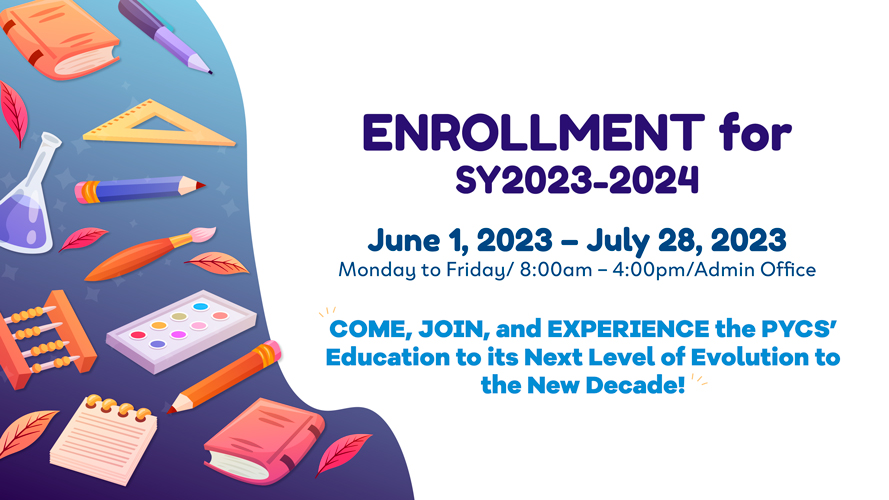 ENROLLMENT for
SY2023-2024
June 1, 2023 – July 28, 2023
Monday to Friday/ 8:00am – 4:00pm/Admin Office
COME, JOIN, and EXPERIENCE the PYCS’
Education to its Next Level of Evolution to
the New Decade!